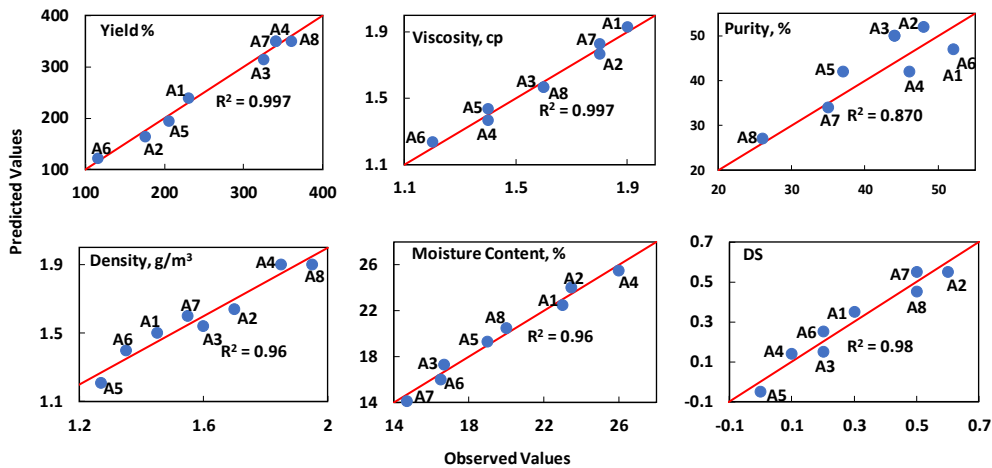 Predicted Values
Yield %
400
300
200
100
100 200 300 400
A4
A7 A8
A3
A1
R² = 0.997
A5
A2
A6
Viscosity, cp
1.9
1.5
1.1
1.1 1.5 1.9
A1
A7
A2
A3
A8
R² = 0.997
A5
A4
A6
Purity, %
80
70
60
50
40
30
20
20 30 40 50
A2
A3
A6
A1
A5
A4
R² = 0.870
A7
A8
Density, g/m³
1.9
1.5
1.1
1.2 1.6 2
A4
A8
A7
A2
A1
A3
A6
R² = 0.96
A5
Moisture Content, %
26
22
18
14
14 18 22 26
A2
A4
A1
A8
A5
R² = 0.96
A3
A6
A7
DS
0.7
0.5
0.3
0.1
-0.1
-0.1 0.1 0.3 0.5 0.7
A7
A2
A8
A1
A6
R² = 0.98
A4
A3
A5
Observed Values